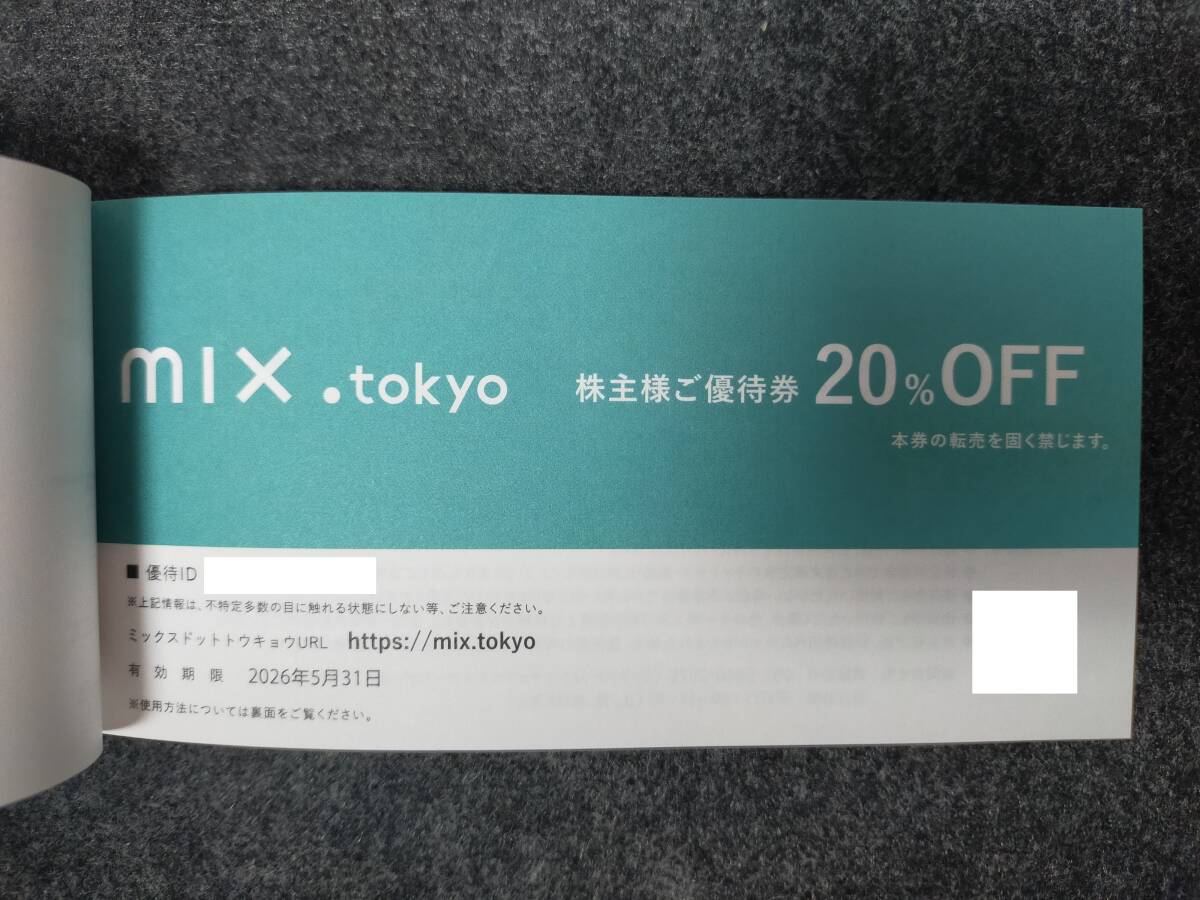 mix.tokyo 株主様ご優待券 20%OFF
本券の転売を固く禁じます。
■ 優待ID
※上記情報は、不特定多数の目に触れる状態にしない等、ご注意ください。
ミックスドットトウキョウURL https://mix.tokyo
有効期限 2026年5月31日
※使用方法については裏面をご覧ください。